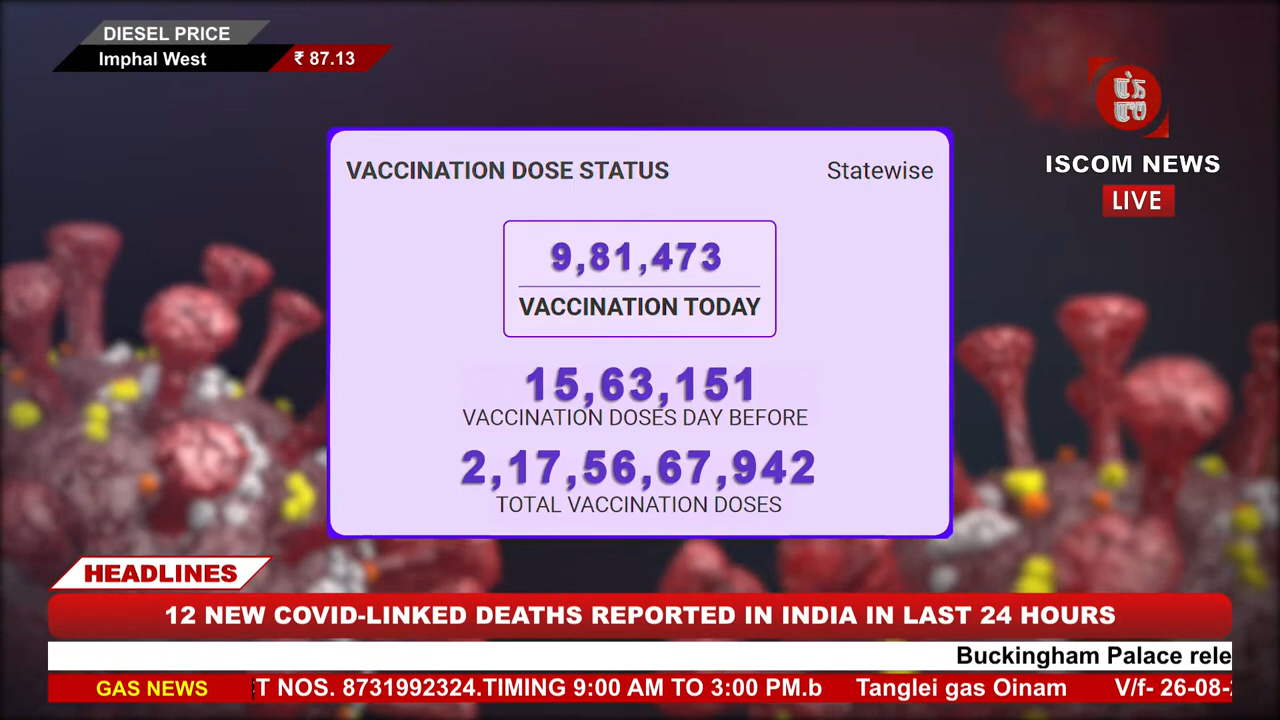 DIESEL PRICE
Imphal West ₹ 87.13
ISCOM NEWS
LIVE
VACCINATION DOSE STATUS Statewise
9,81,473
VACCINATION TODAY
15,63,151
VACCINATION DOSES DAY BEFORE
2,17,56,67,942
TOTAL VACCINATION DOSES
HEADLINES
12 NEW COVID-LINKED DEATHS REPORTED IN INDIA IN LAST 24 HOURS
Buckingham Palace rele
GAS NEWS T NOS. 8731992324.TIMING 9:00 AM TO 3:00 PM.b Tanglei gas Oinam V/f- 26-08-